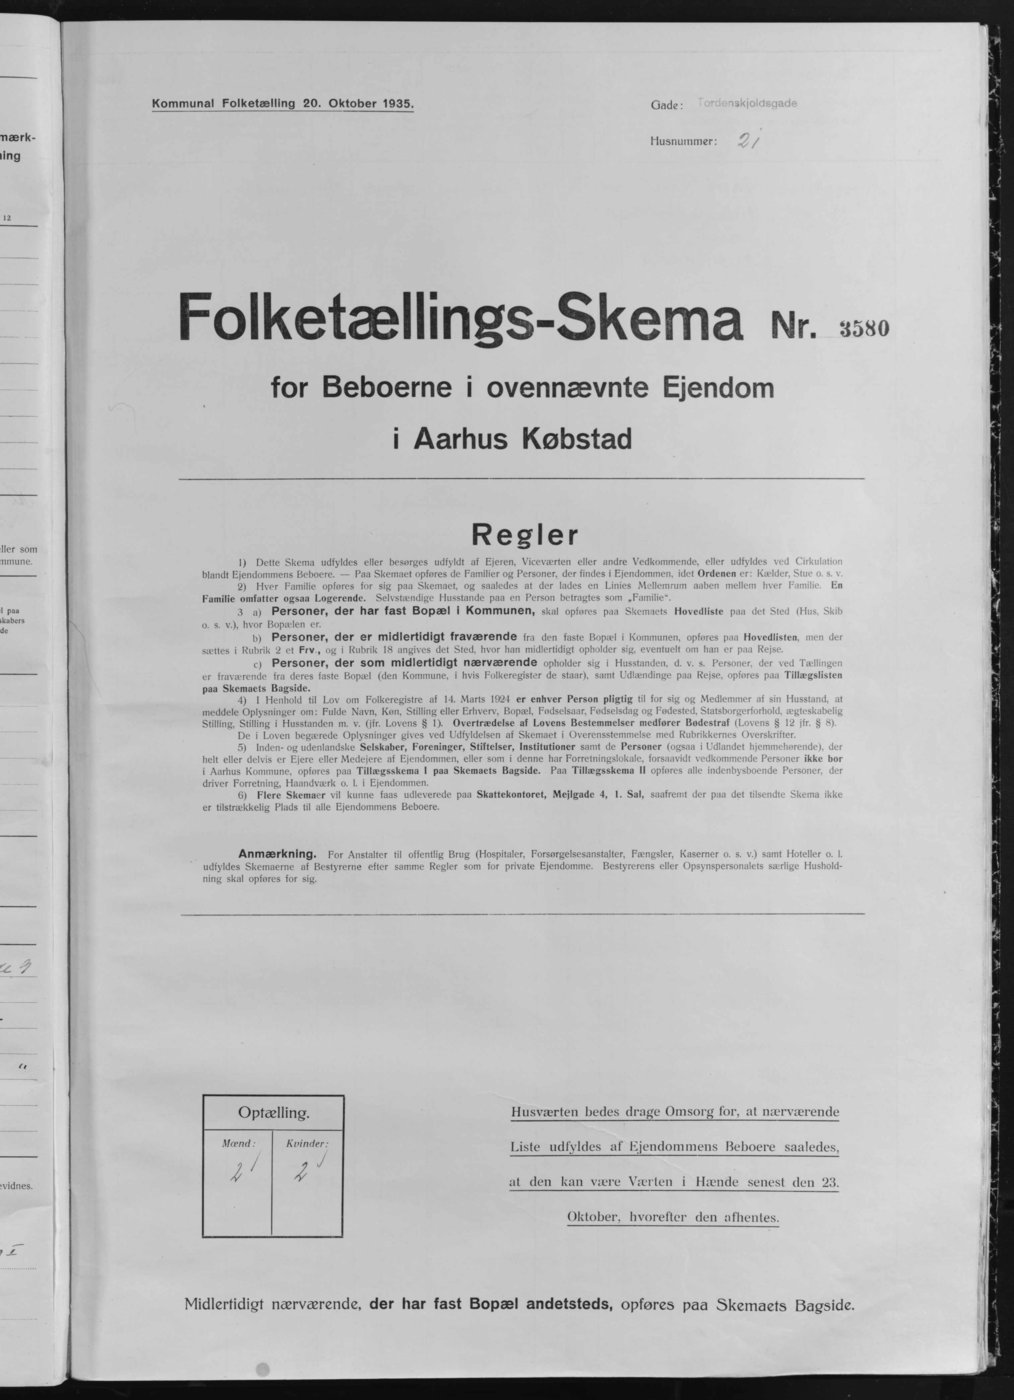 Kommunal Folketælling 20. Oktober 1935.
Gade: Tordenskjoldsgade
Husnummer: 21
Folketællings-Skema Nr. 3580
for Beboerne i ovennævnte Ejendom
i Aarhus Købstad
Regler
1) Dette Skema udfyldes eller besørges udfyldt af Ejeren, Viceværten eller andre Vedkommende, eller udfyldes ved Cirkulation
blandt Ejendommens Beboere. — Paa Skemaet opføres de Familier og Personer, der findes i Ejendommen, idet Ordenen er: Kælder, Stue o. s. v.
2) Hver Familie opføres for sig paa Skemaet, og saaledes at der lades en Linies Mellemrum aaben mellem hver Familie. En
Familie omfatter ogsaa Logerende. Selvstændige Husstande paa en Person betragtes som „Familie“.
3 a) Personer, der har fast Bopæl i Kommunen, skal opføres paa Skemaets Hovedliste paa det Sted (Hus, Skib
o. s. v.), hvor Bopælen er.
b) Personer, der er midlertidigt fraværende fra den faste Bopæl i Kommunen, opføres paa Hovedlisten, men der
sættes i Rubrik 2 et Frv., og i Rubrik 18 angives det Sted, hvor han midlertidigt opholder sig, eventuelt om han er paa Rejse.
c) Personer, der som midlertidigt nærværende opholder sig i Husstanden, d. v. s. Personer, der ved Tællingen
er fraværende fra deres faste Bopæl (den Kommune, i hvis Folkeregister de staar), samt Udlændinge paa Rejse, opføres paa Tillægslisten
paa Skemaets Bagside.
4) I Henhold til Lov om Folkeregistre af 14. Marts 1924 er enhver Person pligtig til for sig og Medlemmer af sin Husstand, at
meddele Oplysninger om: Fulde Navn, Køn, Stilling eller Erhverv, Bopæl, Fødselsaar, Fødselsdag og Fødested, Statsborgerforhold, ægteskabelig
Stilling, Stilling i Husstanden m. v. (jfr. Lovens § 1). Overtrædelse af Lovens Bestemmelser medfører Bødestraf (Lovens § 12 jfr. § 8).
De i Loven begærede Oplysninger gives ved Udfyldelsen af Skemaet i Overensstemmelse med Rubrikkernes Overskrifter.
5) Inden- og udenlandske Selskaber, Foreninger, Stiftelser, Institutioner samt de Personer (ogsaa i Udlandet hjemmehørende), der
helt eller delvis er Ejere eller Medejere af Ejendommen, eller som i denne har Forretningslokale, forsaavidt vedkommende Personer ikke bor
i Aarhus Kommune, opføres paa Tillægsskema I paa Skemaets Bagside. Paa Tillægsskema II opføres alle indenbysboende Personer, der
driver Forretning, Haandværk o. l. i Ejendommen.
6) Flere Skemaer vil kunne faas udleverede paa Skattekontoret, Mejlgade 4, 1. Sal, saafremt der paa det tilsendte Skema ikke
er tilstrækkelig Plads til alle Ejendommens Beboere.
Anmærkning. For Anstalter til offentlig Brug (Hospitaler, Forsørgelsesanstalter, Fængsler, Kaserner o. s. v.) samt Hoteller o. l.
udfyldes Skemaerne af Bestyrerne efter samme Regler som for private Ejendomme. Bestyrerens eller Opsynspersonalets særlige Hushold-
ning skal opføres for sig.
Optælling.
Mænd: Kvinder:
21 21
Husværten bedes drage Omsorg for, at nærværende
Liste udfyldes af Ejendommens Beboere saaledes,
at den kan være Værten i Hænde senest den 23.
Oktober, hvorefter den afhentes.
Midlertidigt nærværende, der har fast Bopæl andetsteds, opføres paa Skemaets Bagside.